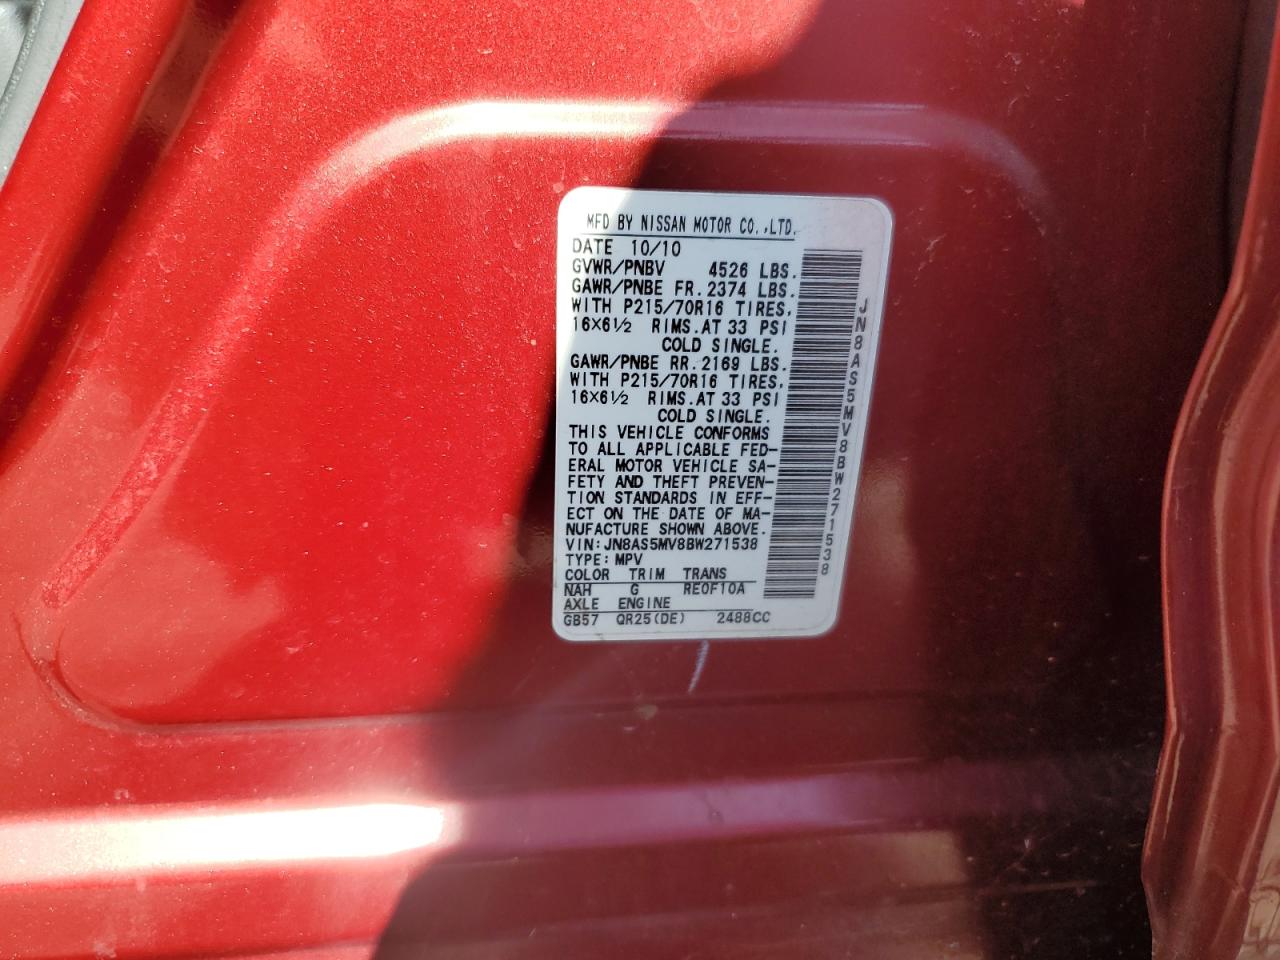 MFD BY NISSAN MOTOR CO.,LTD.
DATE 10/10
GVWR/PNBV 4526 LBS.
GAWR/PNBE FR. 2374 LBS.
WITH P215/70R16 TIRES,
16×6½ RIMS. AT 33 PSI
COLD SINGLE.
GAWR/PNBE RR. 2169 LBS.
WITH P215/70R16 TIRES,
16×6½ RIMS. AT 33 PSI
COLD SINGLE.
THIS VEHICLE CONFORMS
TO ALL APPLICABLE FED-
ERAL MOTOR VEHICLE SA-
FETY AND THEFT PREVEN-
TION STANDARDS IN EFF-
ECT ON THE DATE OF MA-
NUFACTURE SHOWN ABOVE.
VIN: JN8AS5MV8BW271538
TYPE: MPV
COLOR TRIM TRANS
NAH G RE0F10A
AXLE ENGINE
GB57 QR25(DE) 2488CC
JN8AS5MV8BW271538